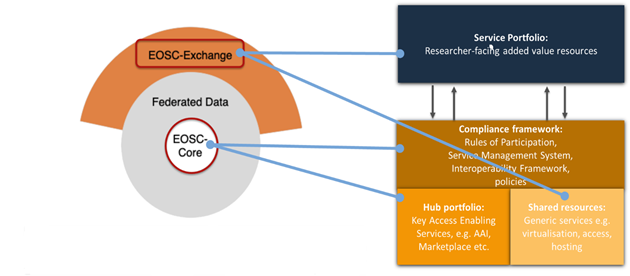 EOSC-Exchange
Federated Data
EOSC-
Core
Service Portfolio:
Researcher-facing added value resources
Compliance framework:
Rules of Participation,
Service Management System,
Interoperability Framework,
policies
Hub portfolio:
Key Access Enabling
Services, e.g. AAI,
Marketplace etc.
Shared resources:
Generic services e.g.
virtualisation, access,
hosting